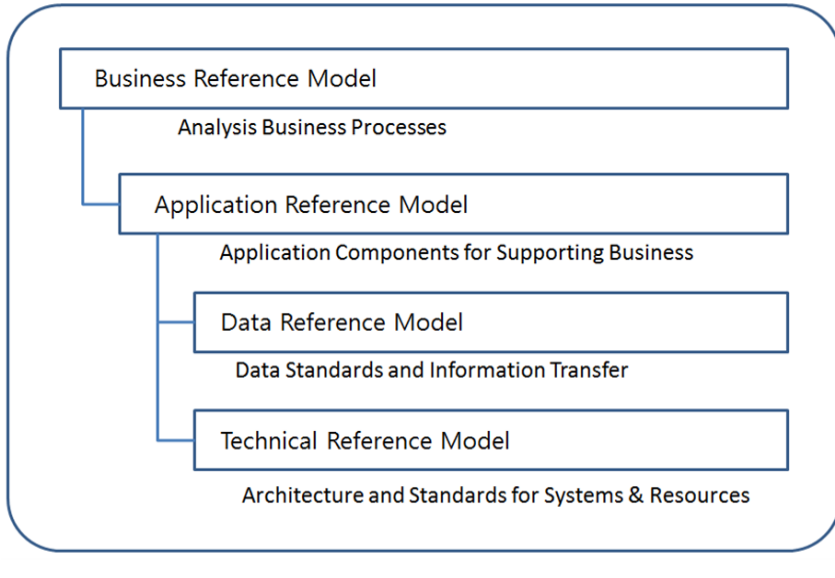 Business Reference Model
Analysis Business Processes
Application Reference Model
Application Components for Supporting Business
Data Reference Model
Data Standards and Information Transfer
Technical Reference Model
Architecture and Standards for Systems & Resources